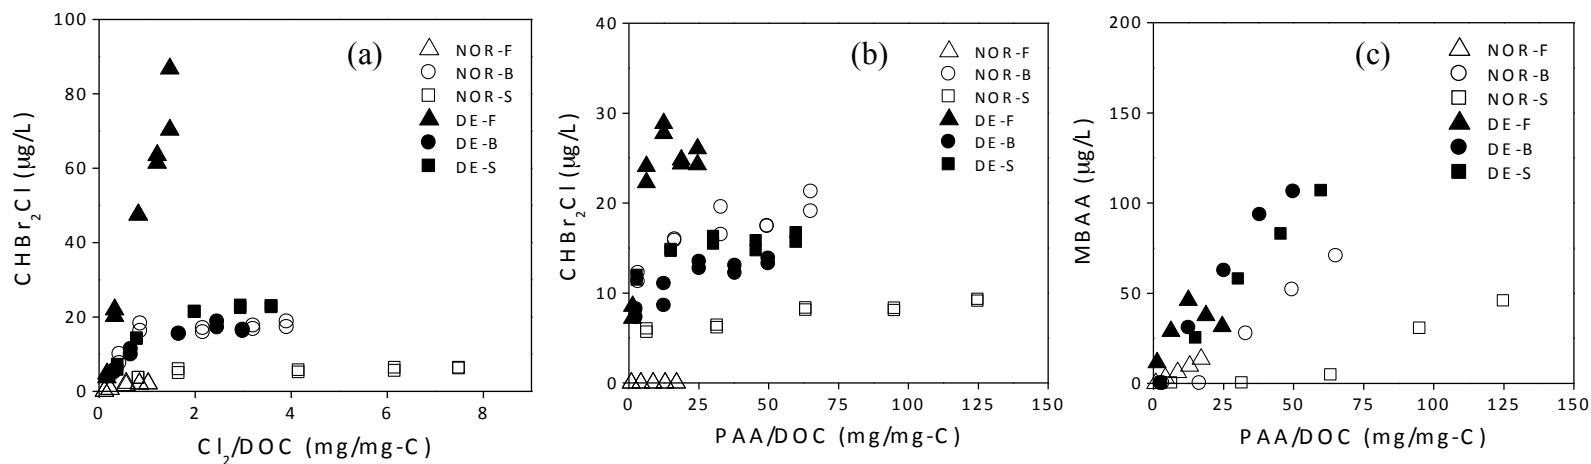 (a)
CHBr2Cl (µg/L)
100
80
60
40
20
0
0 2 4 6 8
Cl2/DOC (mg/mg-C)
NOR-F
NOR-B
NOR-S
DE-F
DE-B
DE-S
(b)
CHBr2Cl (µg/L)
40
30
20
10
0
0 25 50 75 100 125 150
PAA/DOC (mg/mg-C)
NOR-F
NOR-B
NOR-S
DE-F
DE-B
DE-S
(c)
MBAA (µg/L)
200
150
100
50
0
0 25 50 75 100 125 150
PAA/DOC (mg/mg-C)
NOR-F
NOR-B
NOR-S
DE-F
DE-B
DE-S